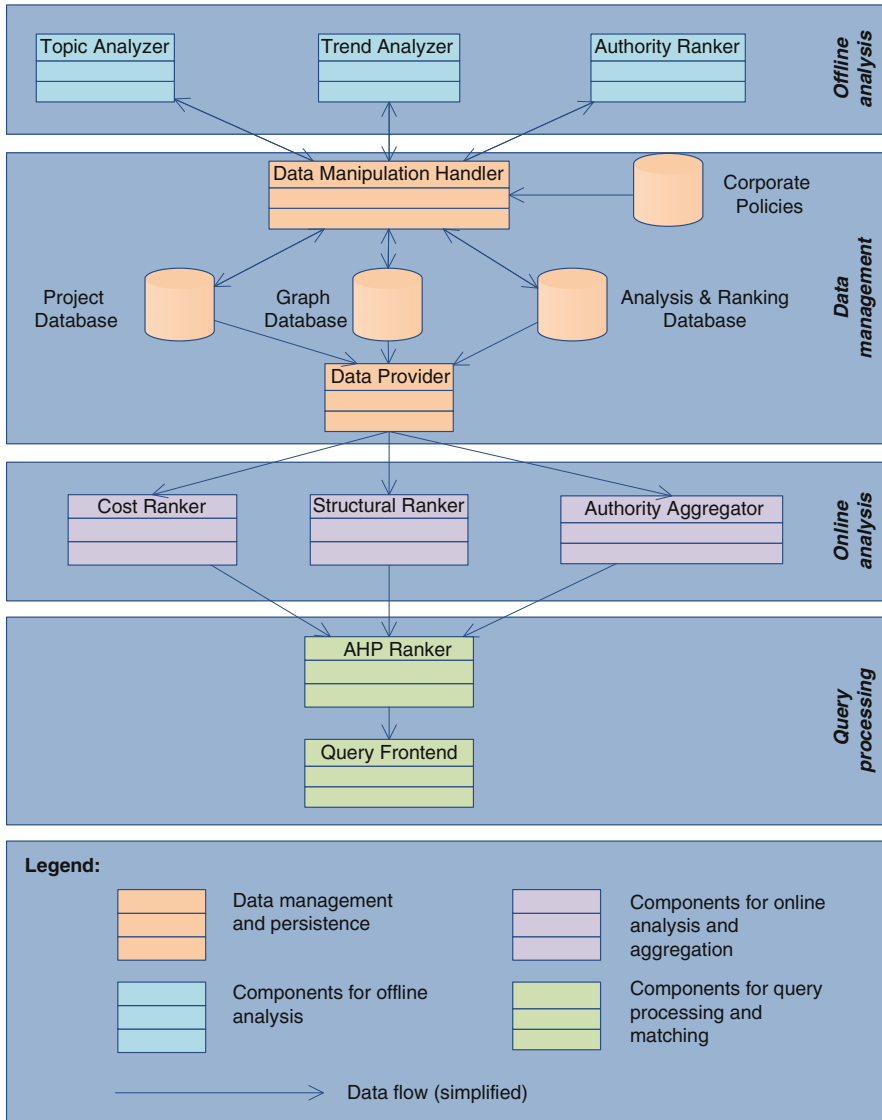 Topic Analyzer
Trend Analyzer
Authority Ranker
Offline
analysis
Data Manipulation Handler
Corporate
Policies
Project
Database
Graph
Database
Analysis & Ranking
Database
Data Provider
Data
management
Cost Ranker
Structural Ranker
Authority Aggregator
Online
analysis
AHP Ranker
Query Frontend
Query
processing
Legend:
Data management
and persistence
Components for online
analysis and
aggregation
Components for offline
analysis
Components for query
processing and
matching
Data flow (simplified)